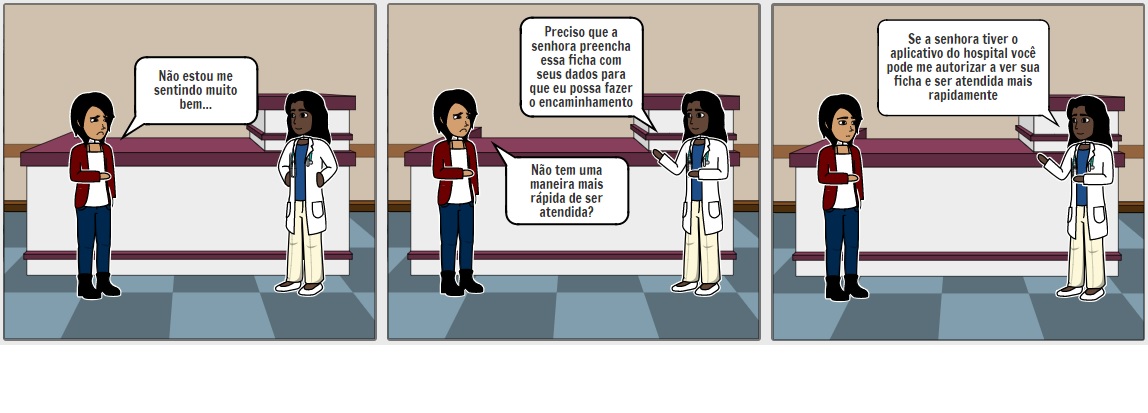 Não estou me
sentindo muito
bem...
Preciso que a
senhora preencha
essa ficha com
seus dados para
que eu possa fazer
o encaminhamento
Não tem uma
maneira mais
rápida de ser
atendida?
Se a senhora tiver o
aplicativo do hospital você
pode me autorizar a ver sua
ficha e ser atendida mais
rapidamente